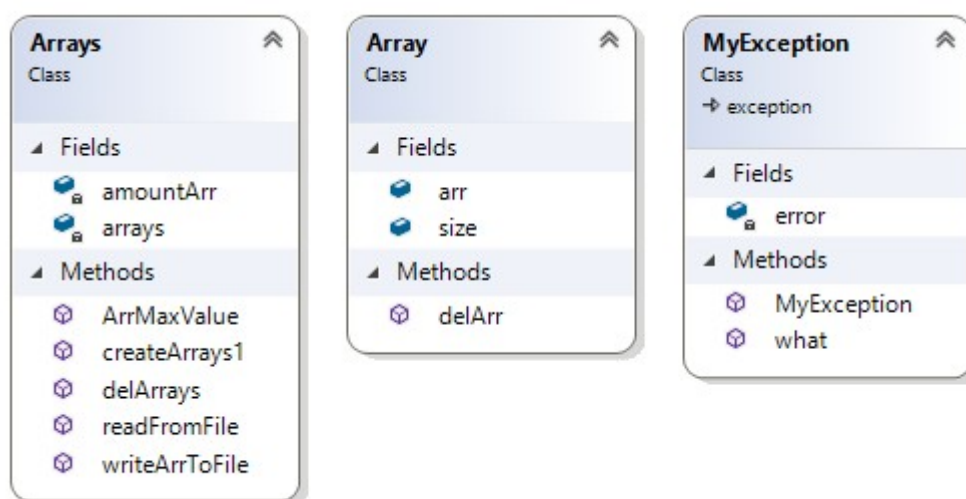 Arrays
Class
Fields
amountArr
arrays
Methods
ArrMaxValue
createArrays1
delArrays
readFromFile
writeArrToFile
Array
Class
Fields
arr
size
Methods
delArr
MyException
Class
exception
Fields
error
Methods
MyException
what